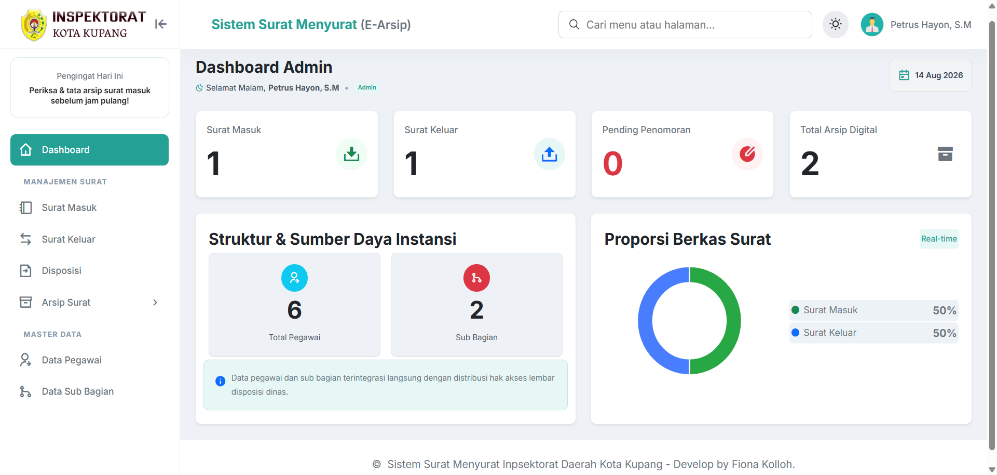 INSPEKTORAT
KOTA KUPANG
Sistem Surat Menyurat (E-Arsip)
Cari menu atau halaman...
Petrus Hayon, S.M
Pengingat Hari Ini
Periksa & tata arsip surat masuk
sebelum jam pulang!
Dashboard
MANAJEMEN SURAT
Surat Masuk
Surat Keluar
Disposisi
Arsip Surat
MASTER DATA
Data Pegawai
Data Sub Bagian
Dashboard Admin
Selamat Malam, Petrus Hayon, S.M • Admin
14 Aug 2026
Surat Masuk
1
Surat Keluar
1
Pending Penomoran
0
Total Arsip Digital
2
Struktur & Sumber Daya Instansi
6
Total Pegawai
2
Sub Bagian
Data pegawai dan sub bagian terintegrasi langsung dengan distribusi hak akses lembar
disposisi dinas.
Proporsi Berkas Surat
Real-time
Surat Masuk 50%
Surat Keluar 50%
© Sistem Surat Menyurat Inpsektorat Daerah Kota Kupang - Develop by Fiona Kolloh.